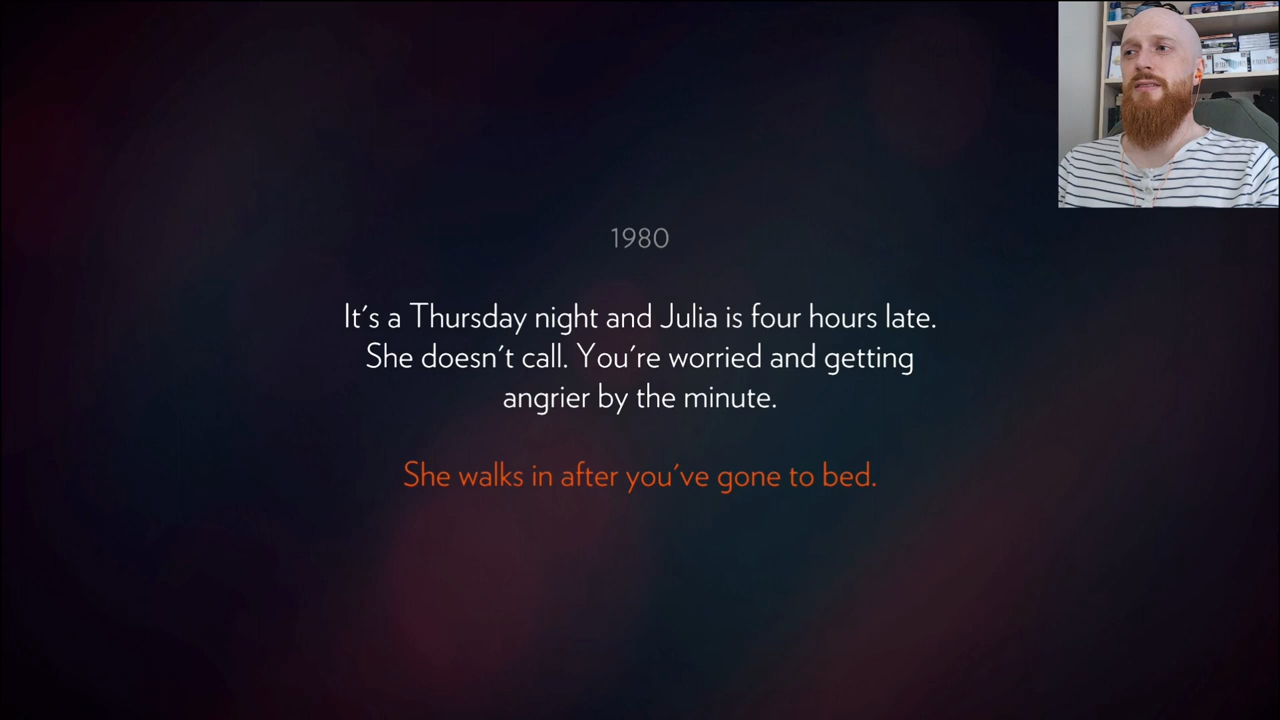 1980
It's a Thursday night and Julia is four hours late.
She doesn't call. You're worried and getting
angrier by the minute.
She walks in after you've gone to bed.